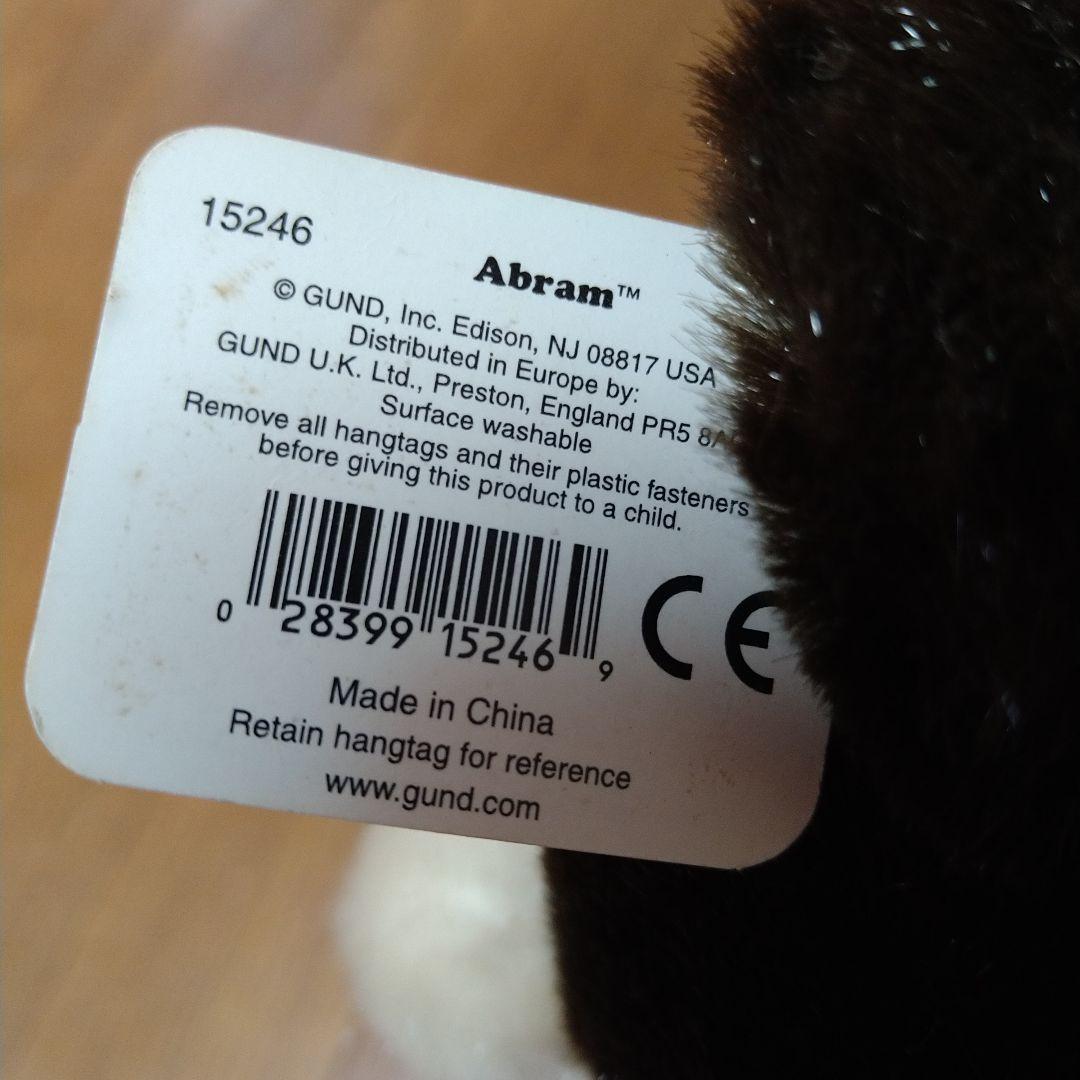 15246
Abram™
© GUND, Inc. Edison, NJ 08817 USA
Distributed in Europe by:
GUND U.K. Ltd., Preston, England PR5
Surface washable
Remove all hangtags and their plastic fasteners
before giving this product to a child.
0 28399 15246 9
CE
Made in China
Retain hangtag for reference
www.gund.com